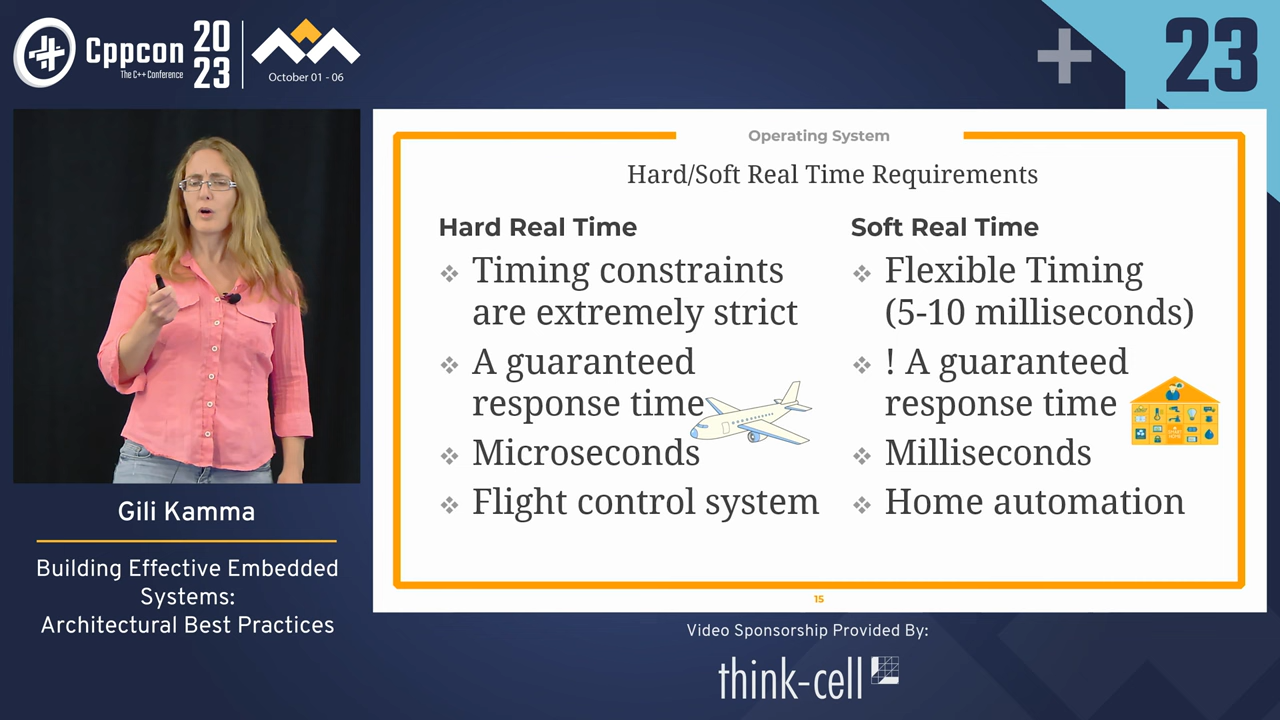 Cppcon
The C++ Conference
20
23
October 01 - 06
23
Operating System
Hard/Soft Real Time Requirements
Hard Real Time
Timing constraints
are extremely strict
A guaranteed
response time
Microseconds
Flight control system
Soft Real Time
Flexible Timing
(5-10 milliseconds)
! A guaranteed
response time
Milliseconds
Home automation
15
Gili Kamma
Building Effective Embedded
Systems:
Architectural Best Practices
Video Sponsorship Provided By:
think-cell